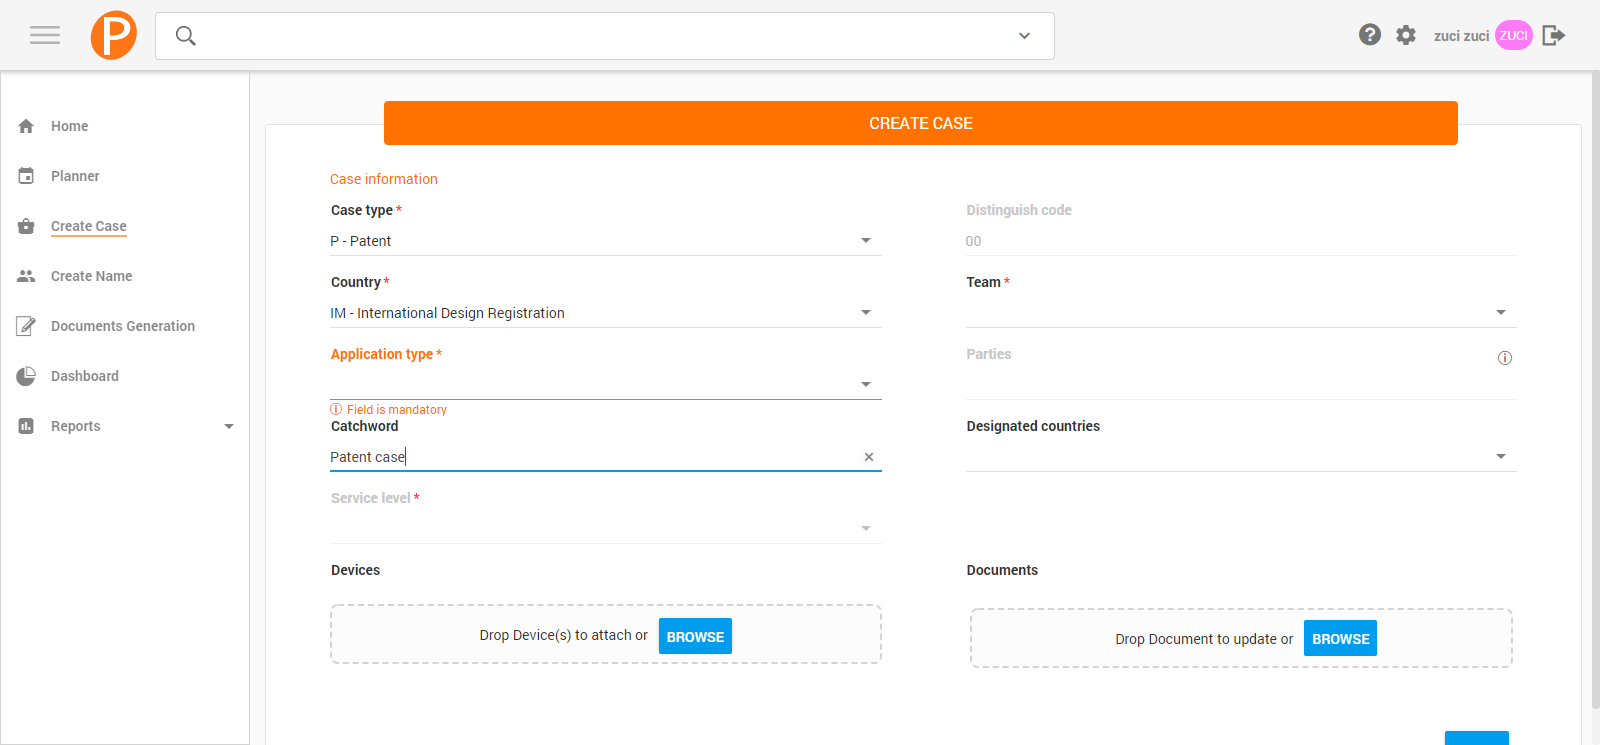 P
zuci zuci
ZUCI
Home
Planner
Create Case
Create Name
Documents Generation
Dashboard
Reports
CREATE CASE
Case information
Case type *
P - Patent
Distinguish code
00
Country *
IM - International Design Registration
Team *
Application type *
Field is mandatory
Parties
Catchword
Patent case
Designated countries
Service level *
Devices
Drop Device(s) to attach or BROWSE
Documents
Drop Document to update or BROWSE